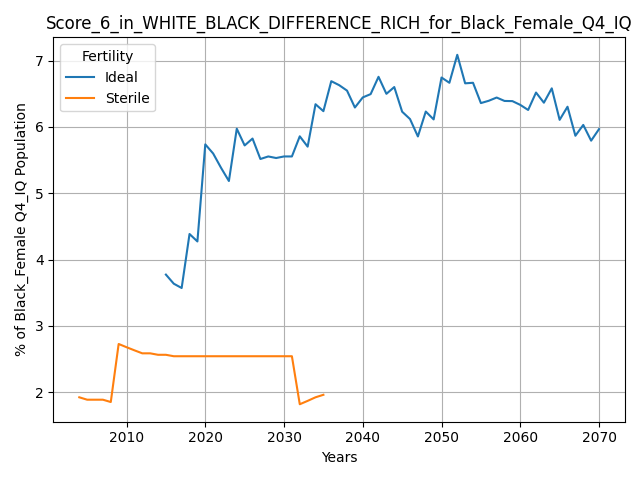 Score_6_in_WHITE_BLACK_DIFFERENCE_RICH_for_Black_Female_Q4_IQ
Fertility
Ideal
Sterile
% of Black_Female Q4_IQ Population
7
6
5
4
3
2
2010 2020 2030 2040 2050 2060 2070
Years